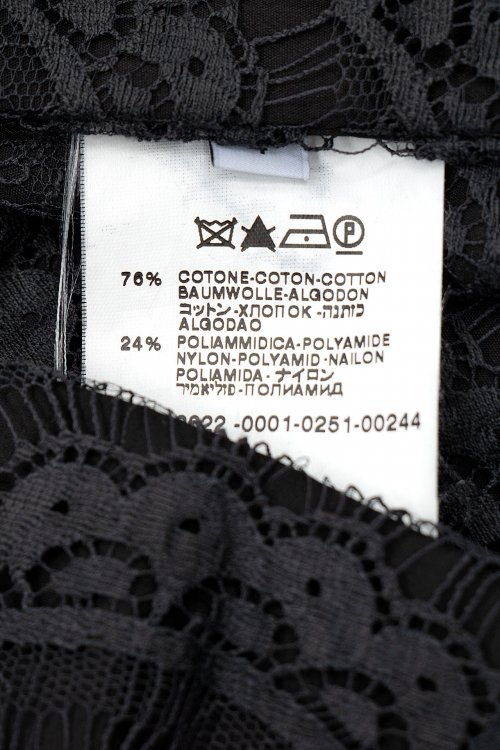 P
76% COTONE-COTON-COTTON
BAUMWOLLE-ALGODON
コットン-ХЛОПОК-כותנה
ALGODAO
24% POLIAMMIDICA-POLYAMIDE
NYLON-POLYAMID-NAILON
POLIAMIDA-ナイロン
פוליאמיד-ПОЛИАМИД
-0001-0251-00244